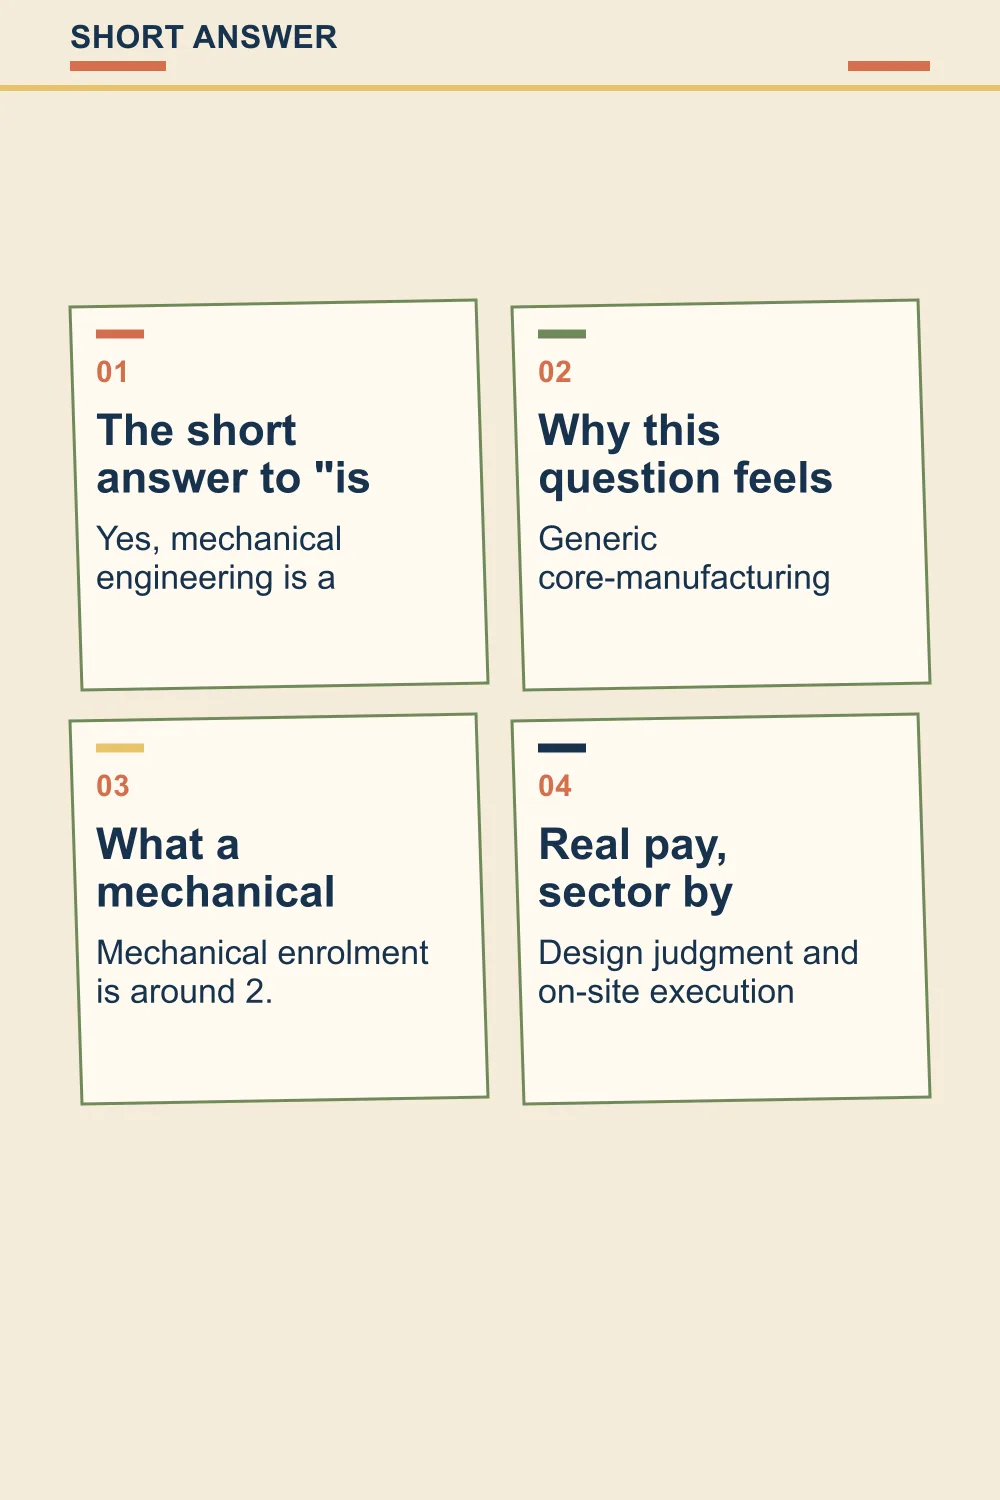 SHORT ANSWER
01
The short
answer to "is
Yes, mechanical
engineering is a
02
Why this
question feels
Generic
core-manufacturing
03
What a
mechanical
Mechanical enrolment
is around 2.
04
Real pay,
sector by
Design judgment and
on-site execution